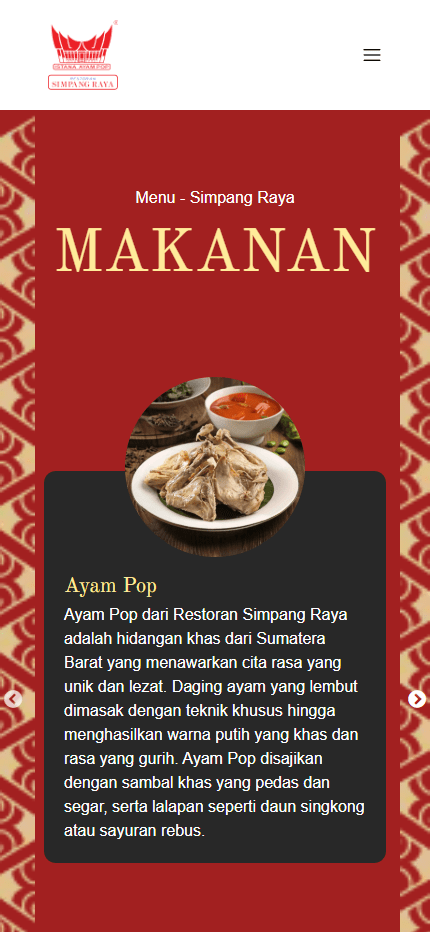 ISTANA AYAM POP
RESTORAN
SIMPANG RAYA
Menu - Simpang Raya
MAKANAN
Ayam Pop
Ayam Pop dari Restoran Simpang Raya
adalah hidangan khas dari Sumatera
Barat yang menawarkan cita rasa yang
unik dan lezat. Daging ayam yang lembut
dimasak dengan teknik khusus hingga
menghasilkan warna putih yang khas dan
rasa yang gurih. Ayam Pop disajikan
dengan sambal khas yang pedas dan
segar, serta lalapan seperti daun singkong
atau sayuran rebus.